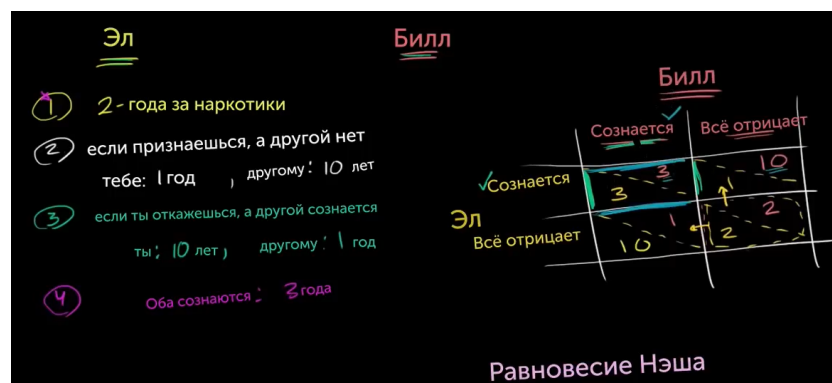 Эл
Билл
1 2- года за наркотики
2 если признаешься, а другой нет
тебе: 1 год , другому: 10 лет
3 если ты откажешься, а другой сознается
ты: 10 лет, другому: 1 год
4 Оба сознаются: 3 года
Билл
Сознается Всё отрицает
Эл
Сознается 3 3 1 10
Всё отрицает 10 1 2 2
Равновесие Нэша